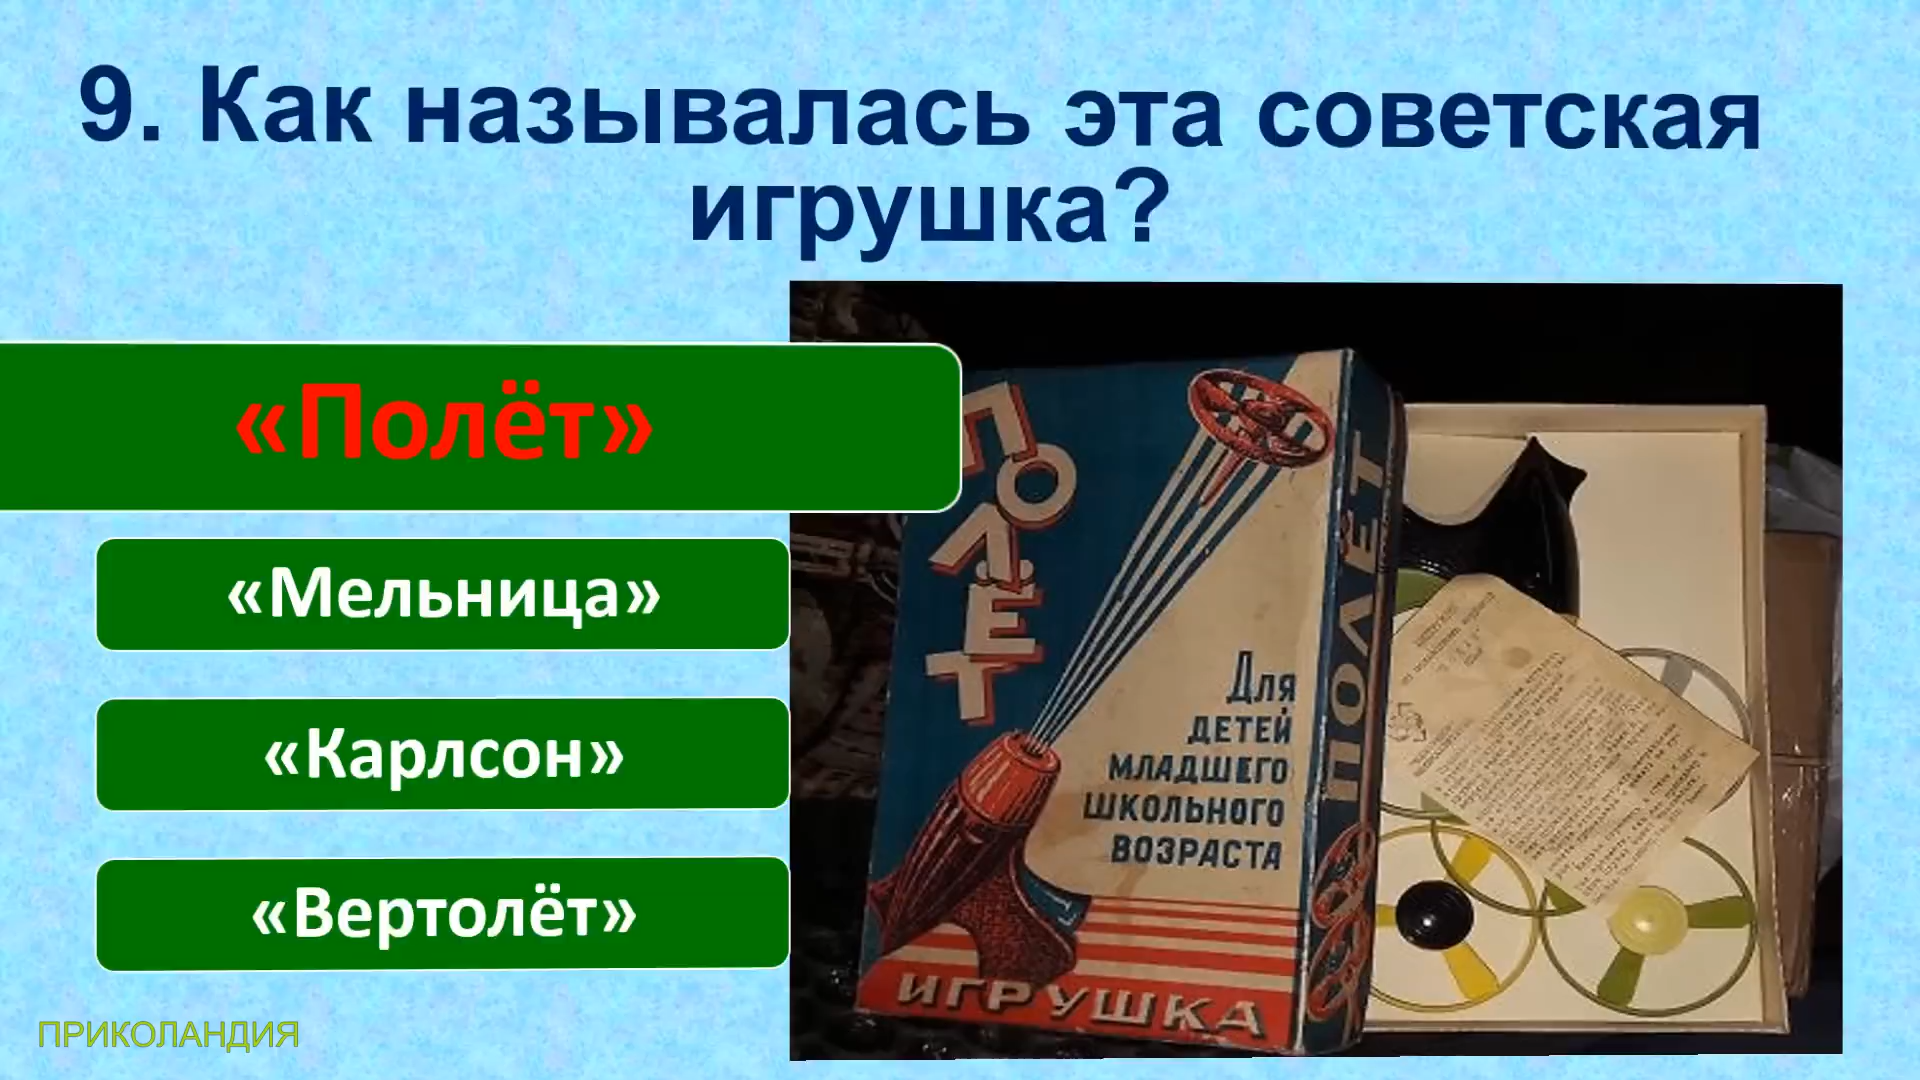 9. Как называлась эта советская
игрушка?
«Полёт»
«Мельница»
«Карлсон»
«Вертолёт»
ПОЛЁТ
Для
ДЕТЕЙ
МЛАДШЕГО
ШКОЛЬНОГО
ВОЗРАСТА
ИГРУШКА
ПОЛЁТ
ПРИКОЛАНДИЯ